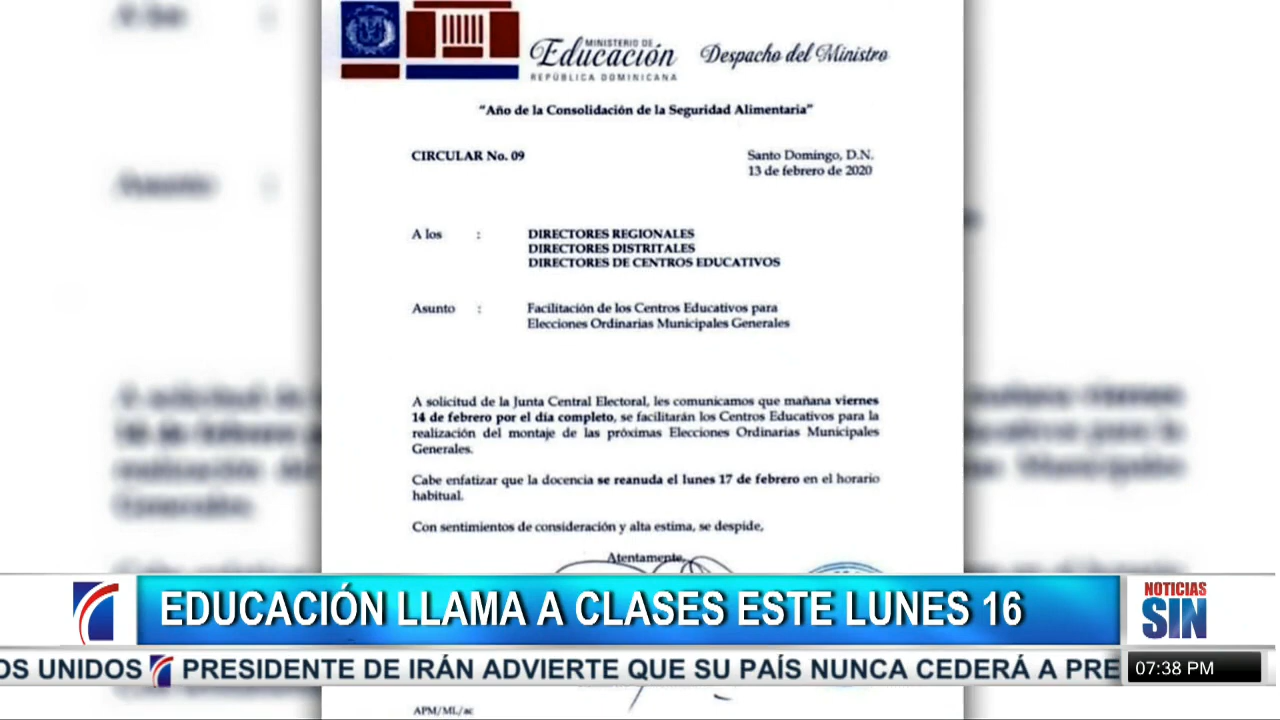 MINISTERIO DE
Educación
REPÚBLICA DOMINICANA
Despacho del Ministro
“Año de la Consolidación de la Seguridad Alimentaria”
CIRCULAR No. 09
Santo Domingo, D.N.
13 de febrero de 2020
A los :
DIRECTORES REGIONALES
DIRECTORES DISTRITALES
DIRECTORES DE CENTROS EDUCATIVOS
Asunto :
Facilitación de los Centros Educativos para
Elecciones Ordinarias Municipales Generales
A solicitud de la Junta Central Electoral, les comunicamos que mañana viernes
14 de febrero por el día completo, se facilitarán los Centros Educativos para la
realización del montaje de las próximas Elecciones Ordinarias Municipales
Generales.
Cabe enfatizar que la docencia se reanuda el lunes 17 de febrero en el horario
habitual.
Con sentimientos de consideración y alta estima, se despide,
Atentamente,
EDUCACIÓN LLAMA A CLASES ESTE LUNES 16
NOTICIAS
SIN
OS UNIDOS PRESIDENTE DE IRÁN ADVIERTE QUE SU PAÍS NUNCA CEDERÁ A PRE
07:38 PM
APM/ML/ac